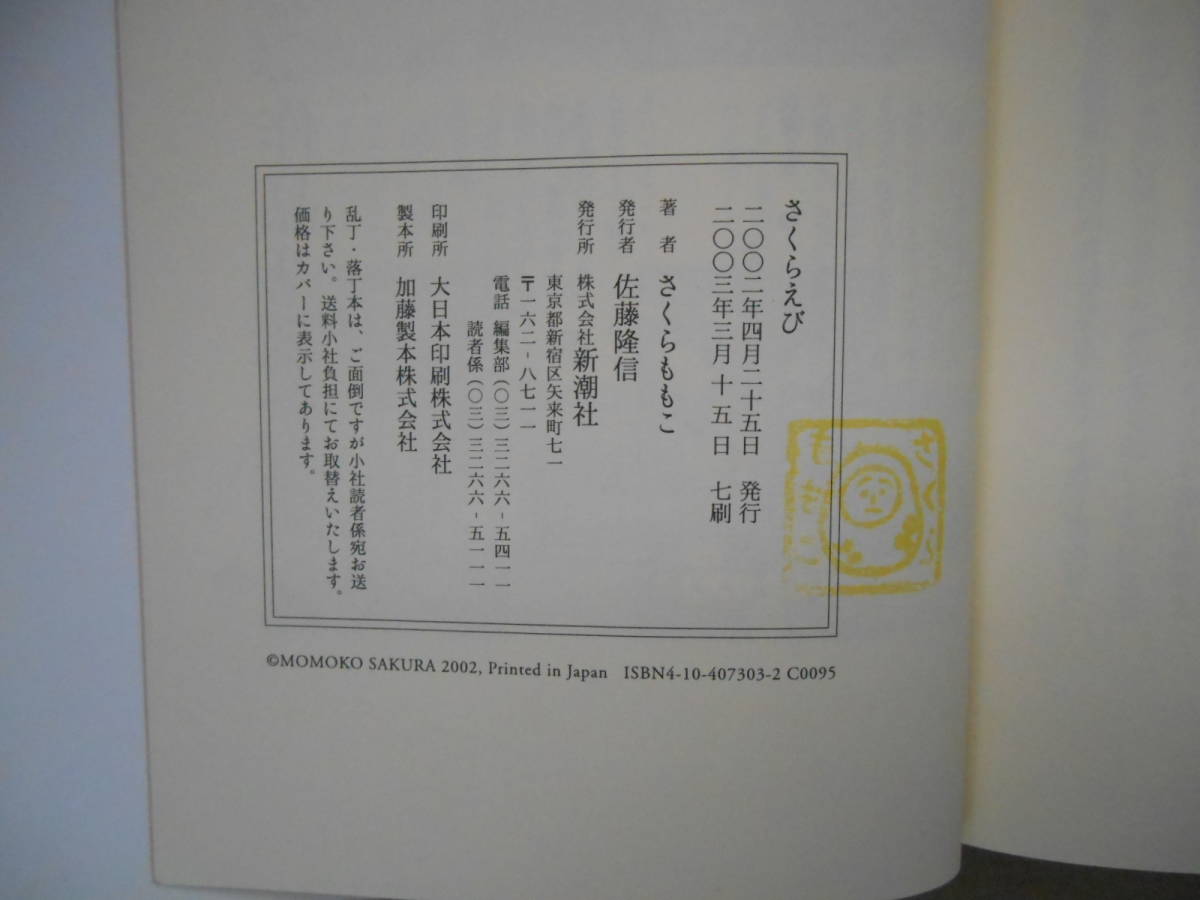 さくらえび
二〇〇二年四月二十五日 発行
二〇〇三年三月十五日 七刷
著者 さくらももこ
発行者 佐藤隆信
発行所 株式会社新潮社
東京都新宿区矢来町七一
〒一六二-八七一一
電話 編集部(〇三)三二六六-五四一一
読者係(〇三)三二六六-五一一一
印刷所 大日本印刷株式会社
製本所 加藤製本株式会社
乱丁・落丁本は、ご面倒ですが小社読者係宛お送
り下さい。送料小社負担にてお取替えいたします。
価格はカバーに表示してあります。
さくら
ももこ
©MOMOKO SAKURA 2002, Printed in Japan ISBN4-10-407303-2 C0095